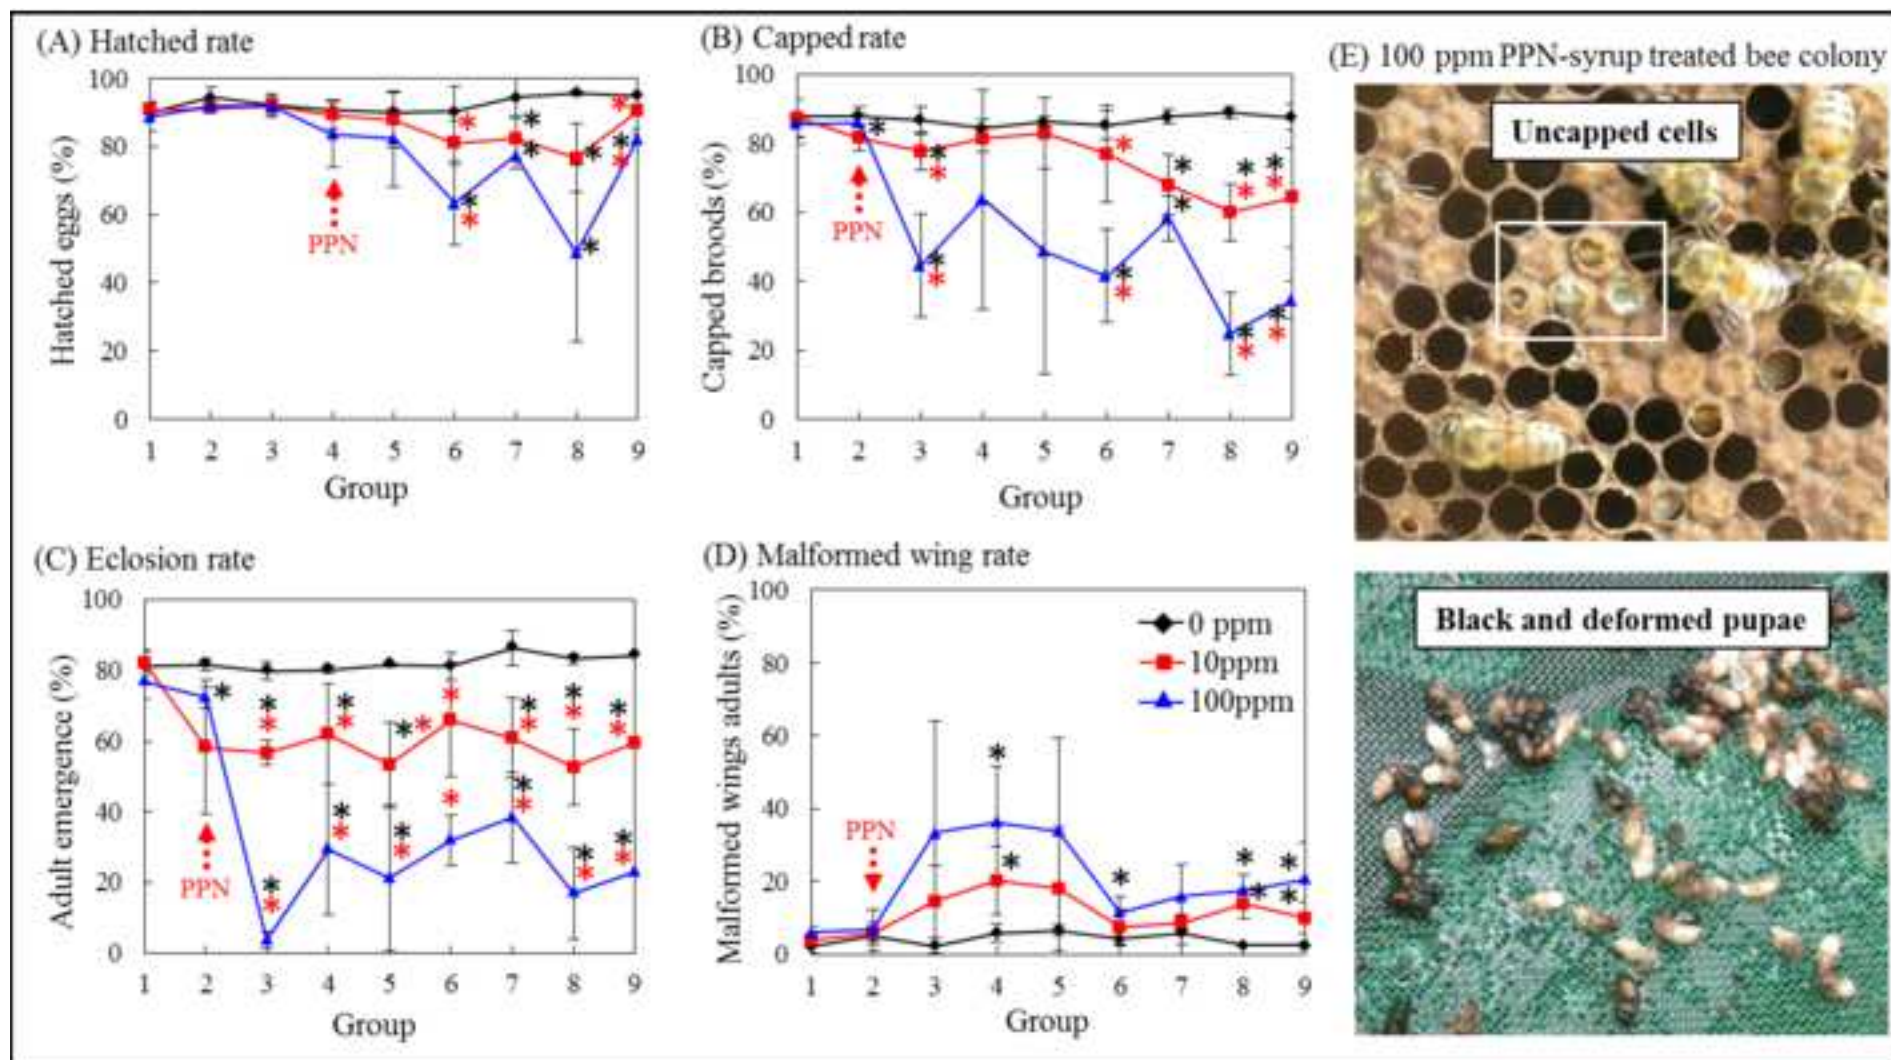 (A) Hatched rate
Hatched eggs (%)
100
80
60
40
20
0
PPN
1 2 3 4 5 6 7 8 9
Group
(B) Capped rate
Capped broods (%)
100
80
60
40
20
0
PPN
1 2 3 4 5 6 7 8 9
Group
(C) Eclosion rate
Adult emergence (%)
100
80
60
40
20
0
PPN
1 2 3 4 5 6 7 8 9
Group
(D) Malformed wing rate
Malformed wings adults (%)
100
80
60
40
20
0
0 ppm
10ppm
100ppm
PPN
1 2 3 4 5 6 7 8 9
Group
(E) 100 ppm PPN-syrup treated bee colony
Uncapped cells
Black and deformed pupae